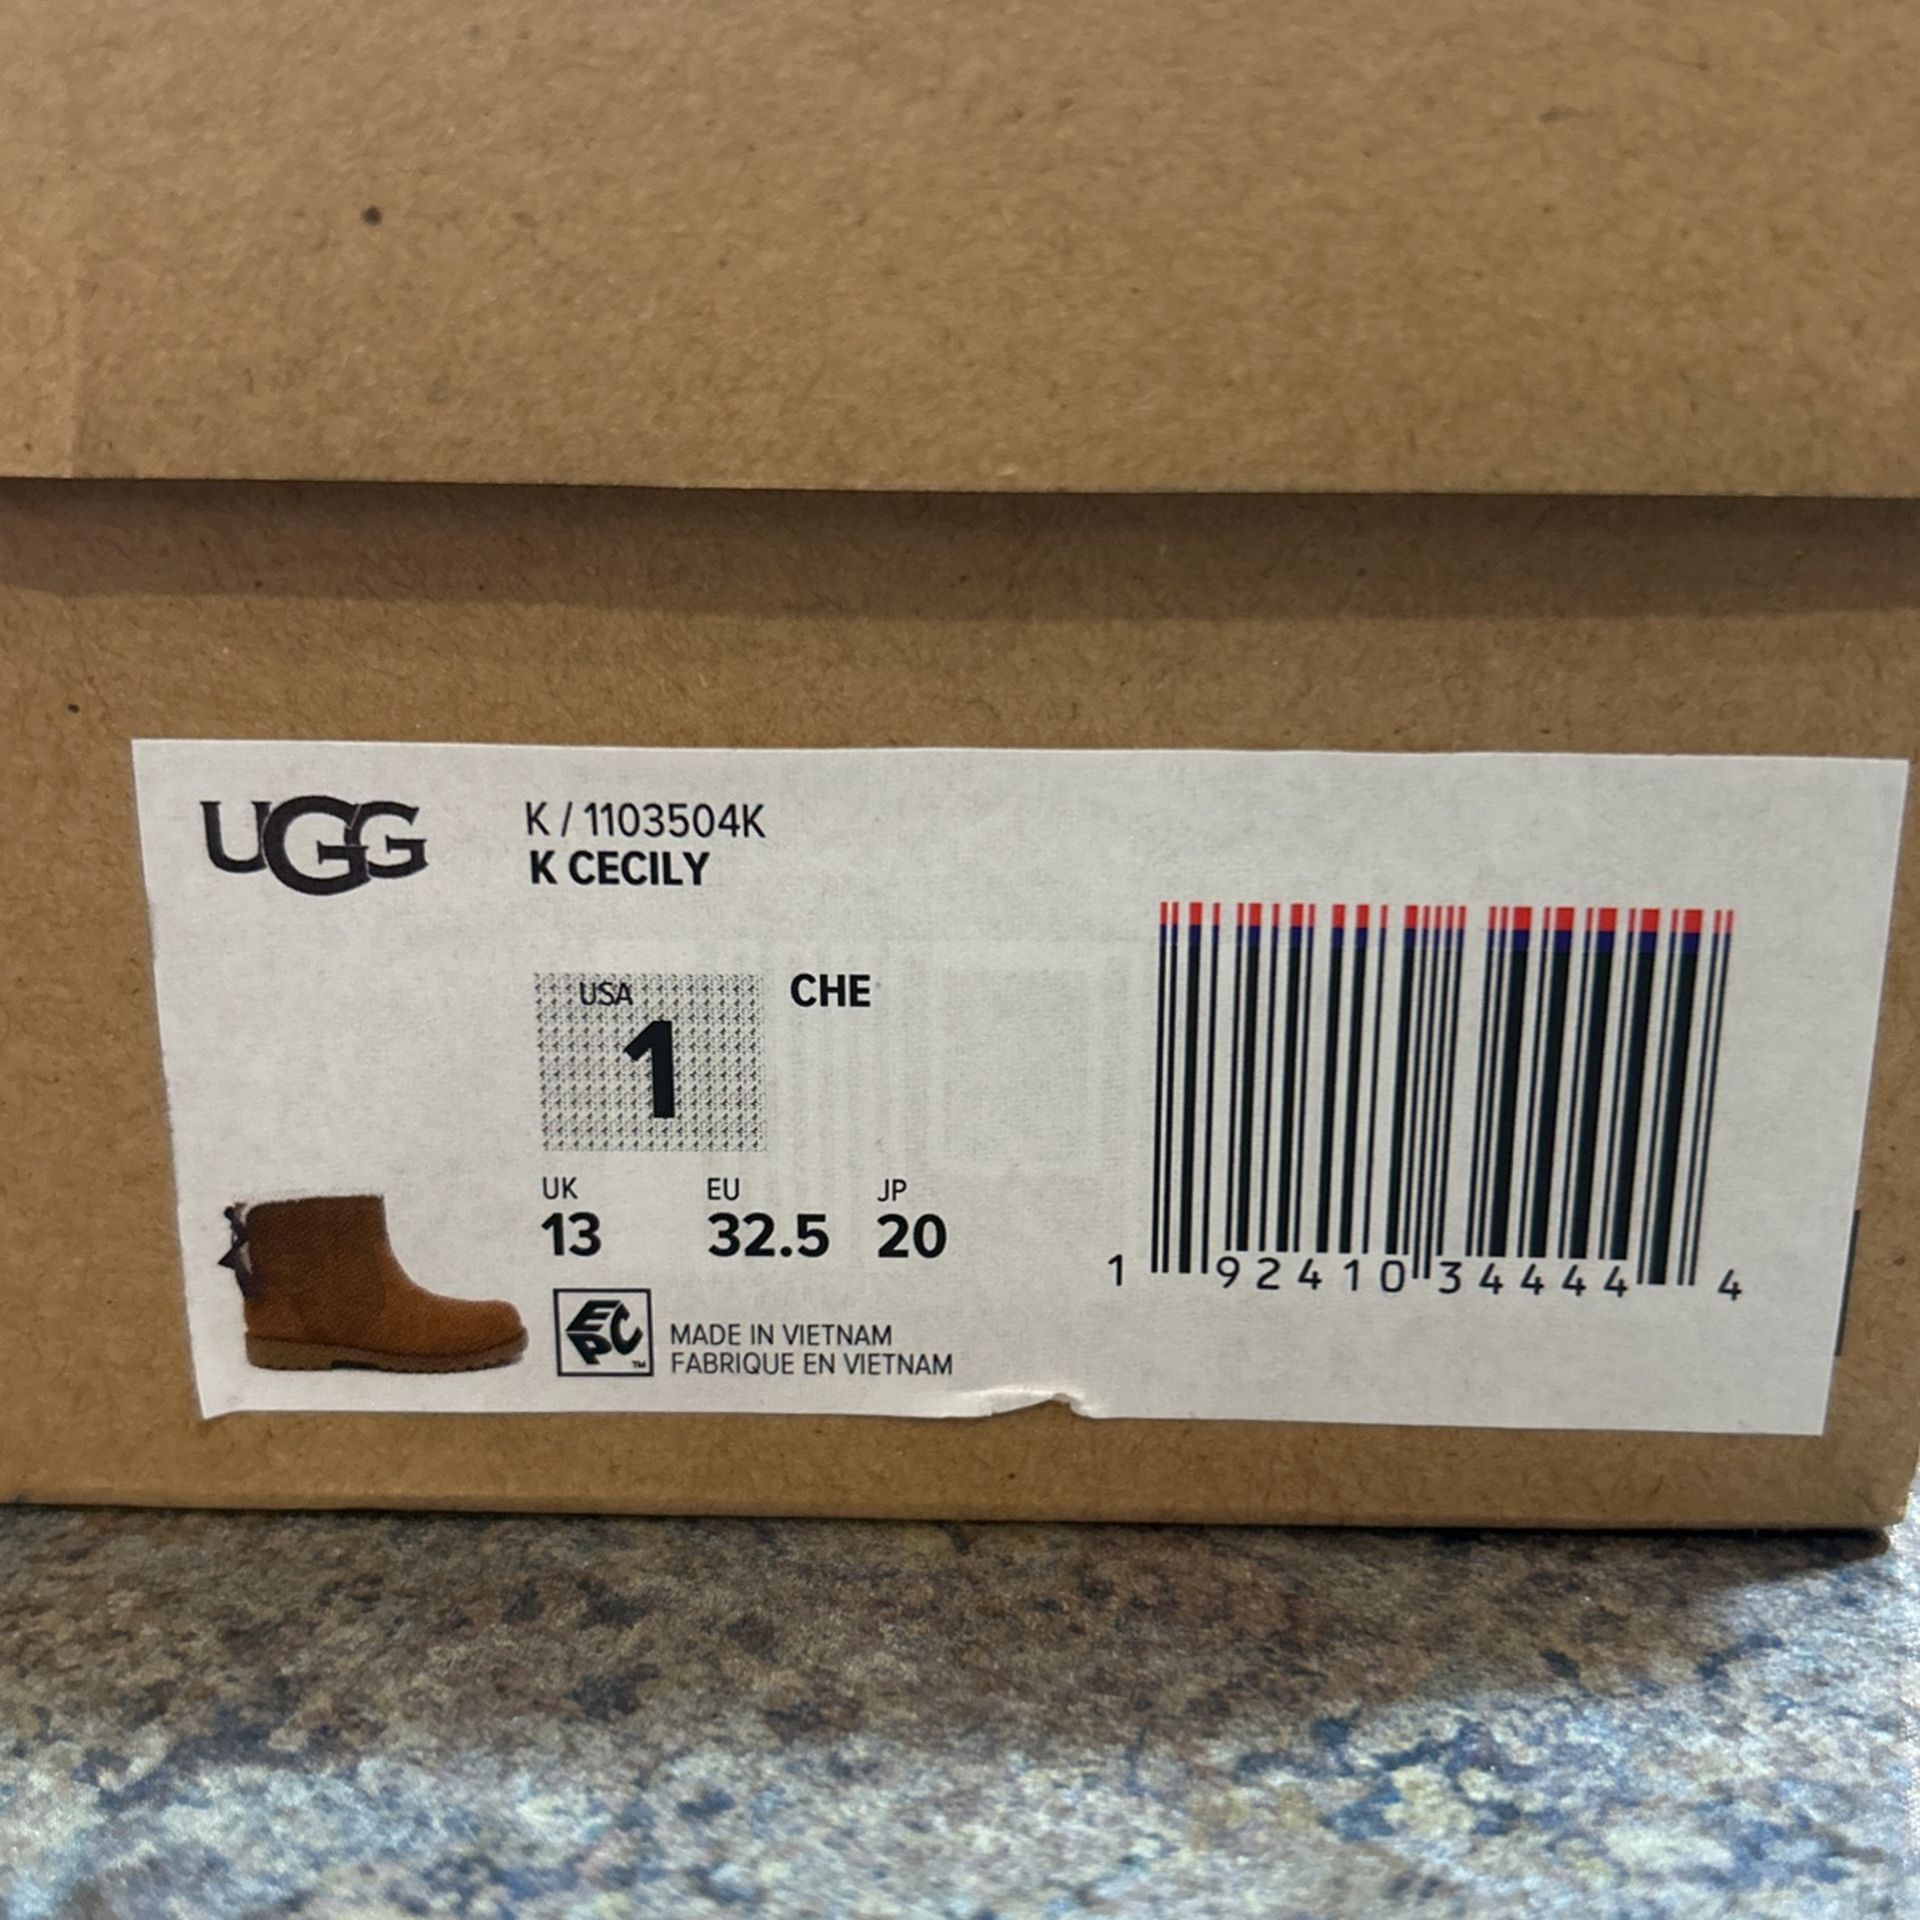 UGG
K / 1103504K
K CECILY
USA
1
CHE
UK EU JP
13 32.5 20
EPC TM
MADE IN VIETNAM
FABRIQUE EN VIETNAM
1 92410 34444 4